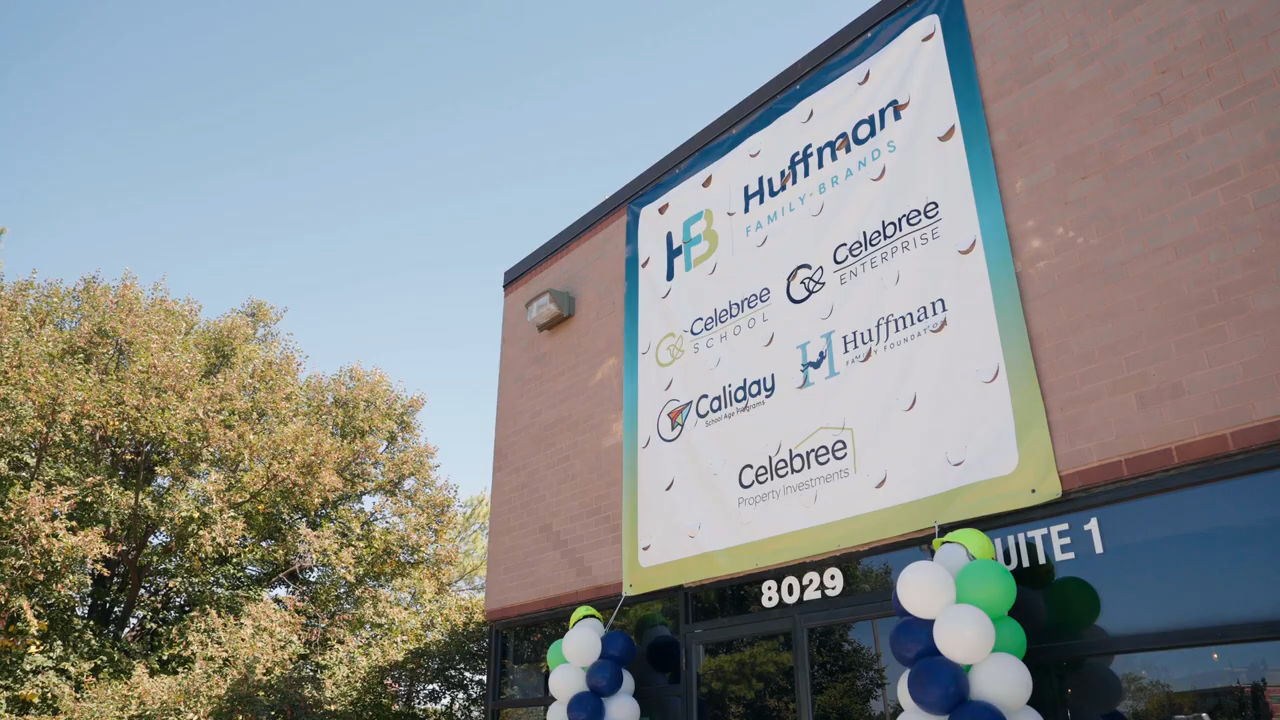 Huffman
FAMILY·BRANDS
HFB
Celebree
ENTERPRISE
Celebree
SCHOOL
Huffman
FAMILY FOUNDATION
Caliday
School Age Programs
Celebree
Property Investments
8029
UITE 1